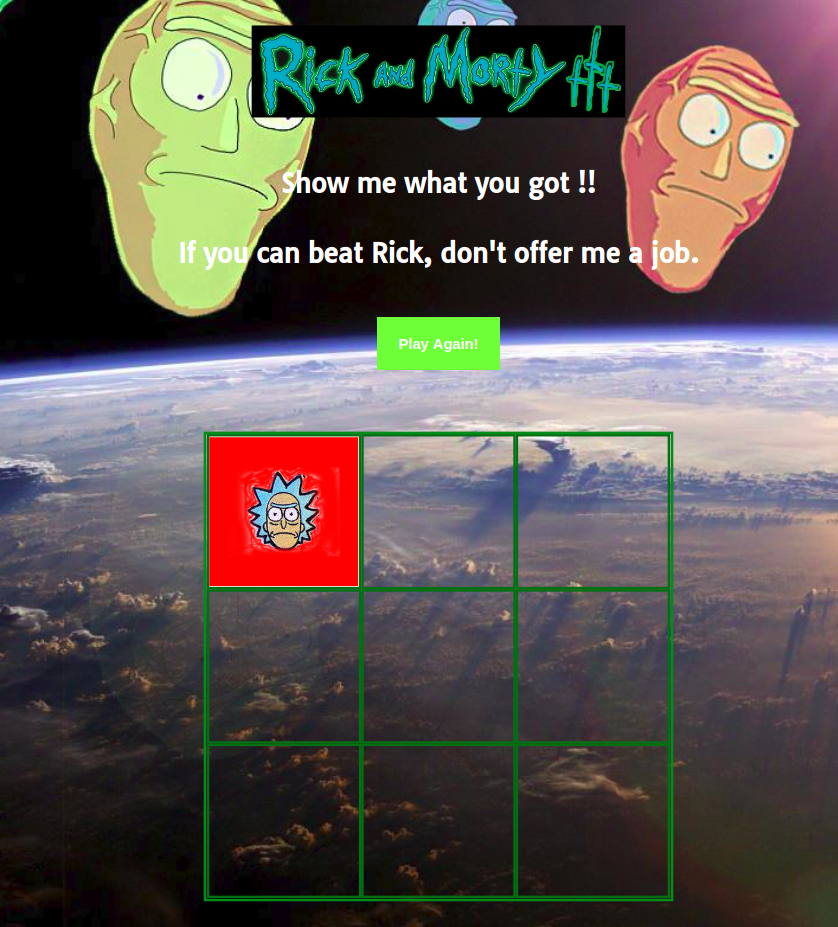 Rick and Morty
Show me what you got !!
If you can beat Rick, don't offer me a job.
Play Again!